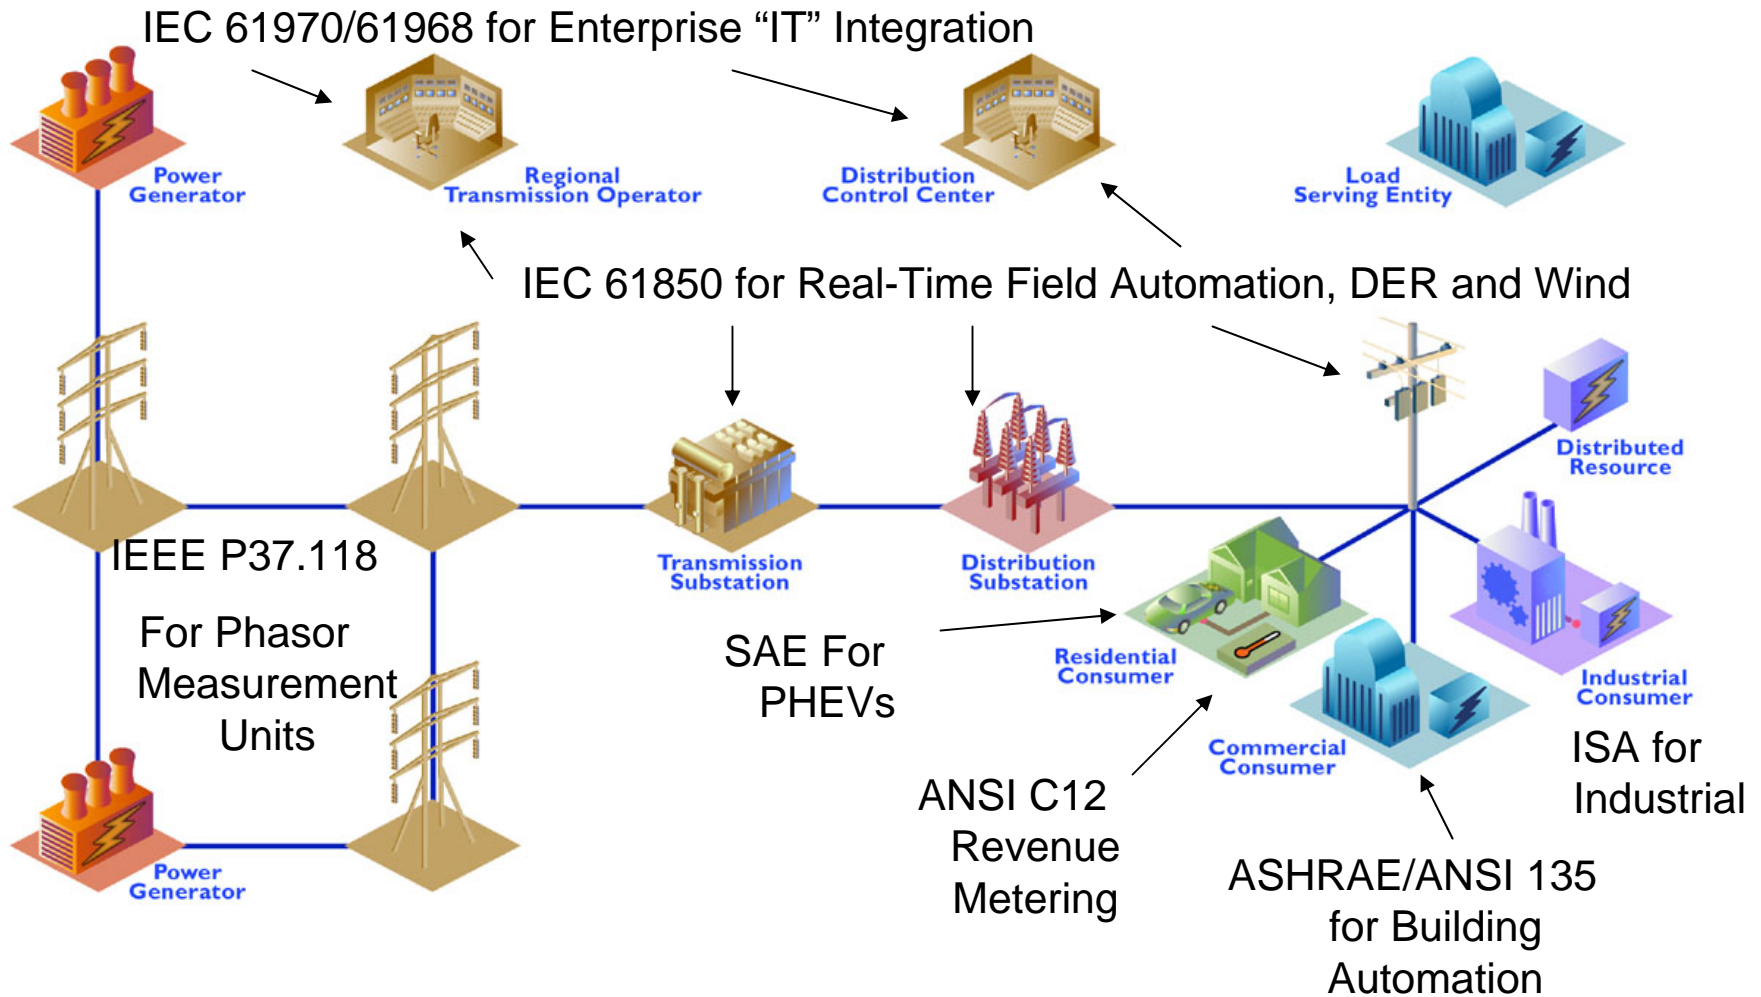 IEC 61970/61968 for Enterprise “IT” Integration
Power
Generator
Regional
Transmission Operator
Distribution
Control Center
Load
Serving Entity
IEC 61850 for Real-Time Field Automation, DER and Wind
Distributed
Resource
IEEE P37.118
For Phasor
Measurement
Units
Transmission
Substation
Distribution
Substation
SAE For
PHEVs
Residential
Consumer
Industrial
Consumer
ISA for
Industrial
Commercial
Consumer
ANSI C12
Revenue
Metering
ASHRAE/ANSI 135
for Building
Automation
Power
Generator